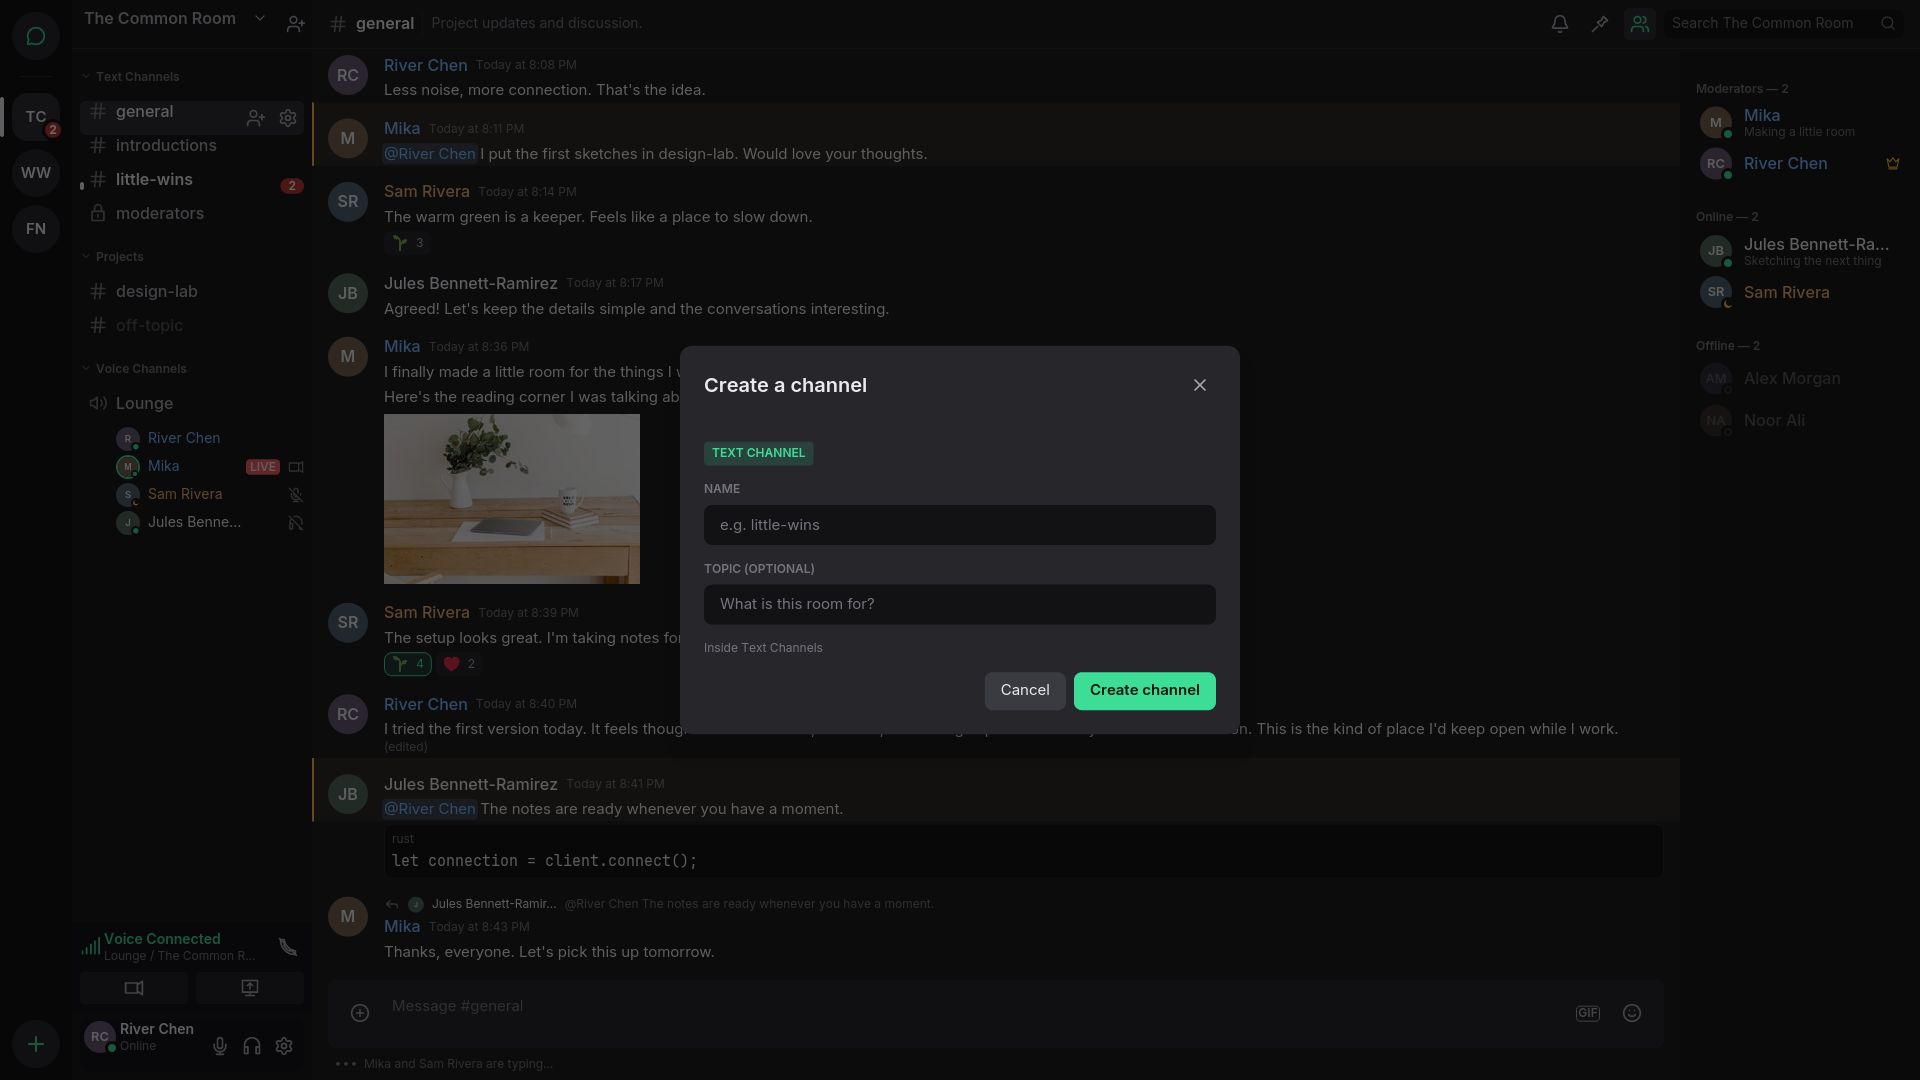 The Common Room
# general
Project updates and discussion.
Search The Common Room
TC
2
WW
FN
Text Channels
general
introductions
little-wins
2
moderators
Projects
design-lab
off-topic
Voice Channels
Lounge
R
River Chen
M
Mika
LIVE
S
Sam Rivera
J
Jules Benne...
Voice Connected
Lounge / The Common R...
RC
River Chen
Online
RC
River Chen Today at 8:08 PM
Less noise, more connection. That's the idea.
M
Mika Today at 8:11 PM
@River Chen I put the first sketches in design-lab. Would love your thoughts.
SR
Sam Rivera Today at 8:14 PM
The warm green is a keeper. Feels like a place to slow down.
3
JB
Jules Bennett-Ramirez Today at 8:17 PM
Agreed! Let's keep the details simple and the conversations interesting.
M
Mika Today at 8:36 PM
I finally made a little room for the things I
Here's the reading corner I was talking
SR
Sam Rivera Today at 8:39 PM
The setup looks great. I'm taking notes
4
2
RC
River Chen Today at 8:40 PM
I tried the first version today. It feels
This is the kind of place I'd keep open while I work.
(edited)
JB
Jules Bennett-Ramirez Today at 8:41 PM
@River Chen The notes are ready whenever you have a moment.
rust
let connection = client.connect();
J
Jules Bennett-Ramir... @River Chen The notes are ready whenever you have a moment.
M
Mika Today at 8:43 PM
Thanks, everyone. Let's pick this up tomorrow.
Message #general
GIF
Mika and Sam Rivera are typing...
Create a channel
TEXT CHANNEL
NAME
e.g. little-wins
TOPIC (OPTIONAL)
What is this room for?
Inside Text Channels
Cancel
Create channel
Moderators — 2
M
Mika
Making a little room
RC
River Chen
Online — 2
JB
Jules Bennett-Ra...
Sketching the next thing
SR
Sam Rivera
Offline — 2
AM
Alex Morgan
NA
Noor Ali